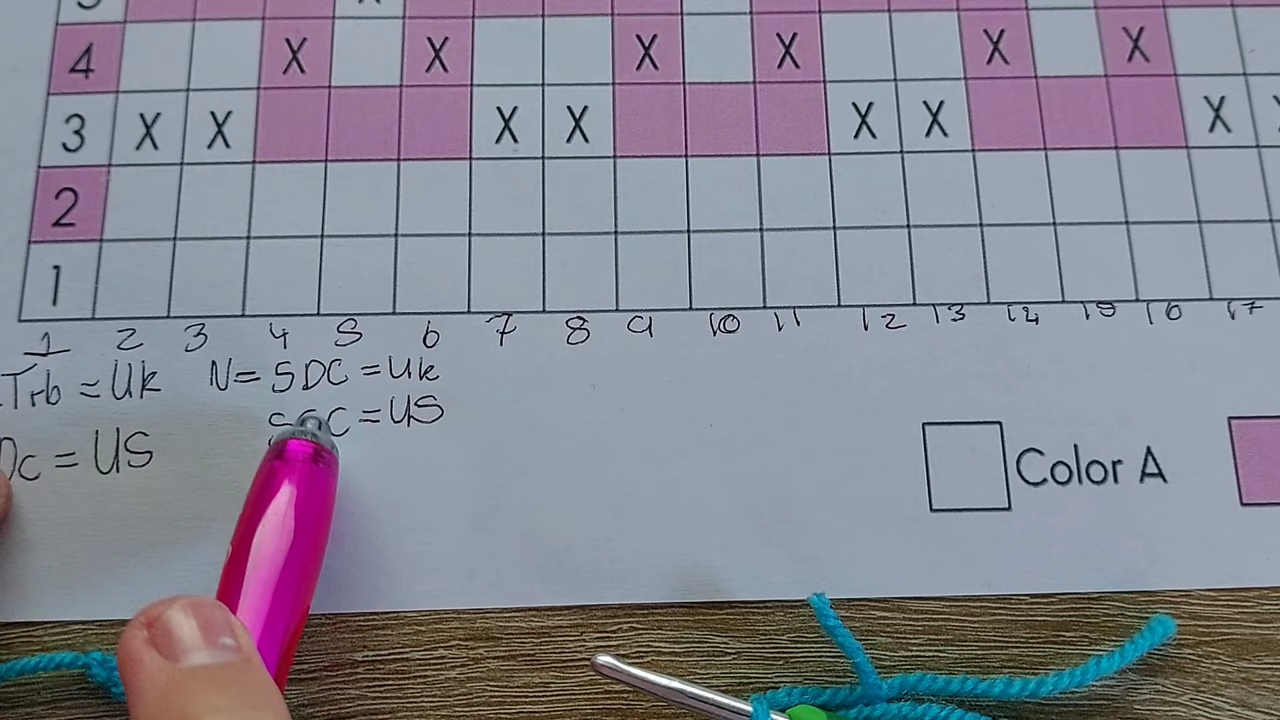 4 X X X X X X
3 X X X X X X X
2
1
1 2 3 4 5 6 7 8 9 10 11 12 13 14 15 16 17
Trb = UK N = SDC = UK
= US
Dc = US
Color A